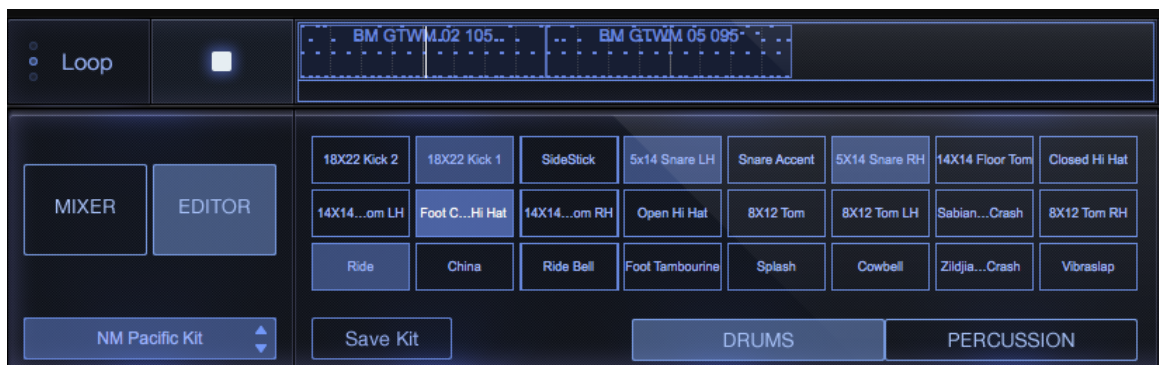 Loop
BM GTWM.02 105..
BM GTWM 05 095
MIXER
EDITOR
NM Pacific Kit
18X22 Kick 2
18X22 Kick 1
SideStick
5x14 Snare LH
Snare Accent
5X14 Snare RH
14X14 Floor Tom
Closed Hi Hat
14X14...om LH
Foot C...Hi Hat
14X14...om RH
Open Hi Hat
8X12 Tom
8X12 Tom LH
Sabian...Crash
8X12 Tom RH
Ride
China
Ride Bell
Foot Tambourine
Splash
Cowbell
Zildjia...Crash
Vibraslap
Save Kit
DRUMS
PERCUSSION